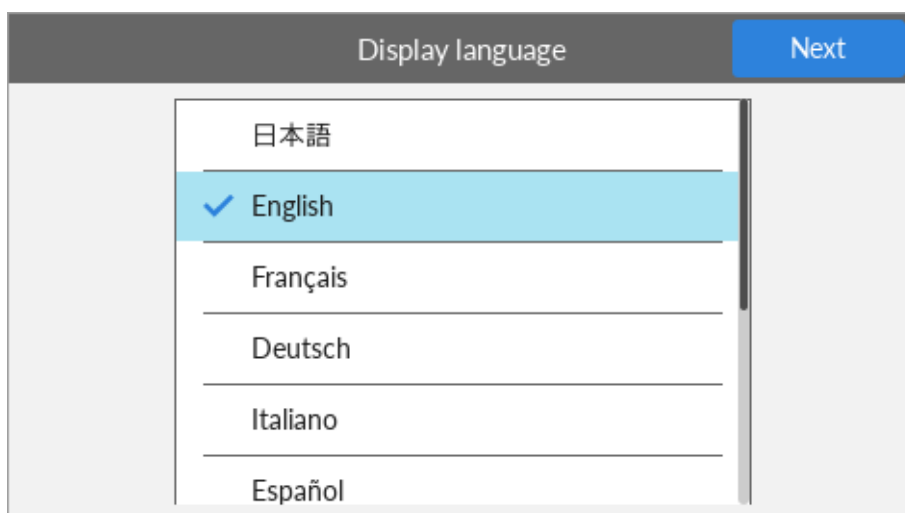 Display language
Next
日本語
English
Français
Deutsch
Italiano
Español